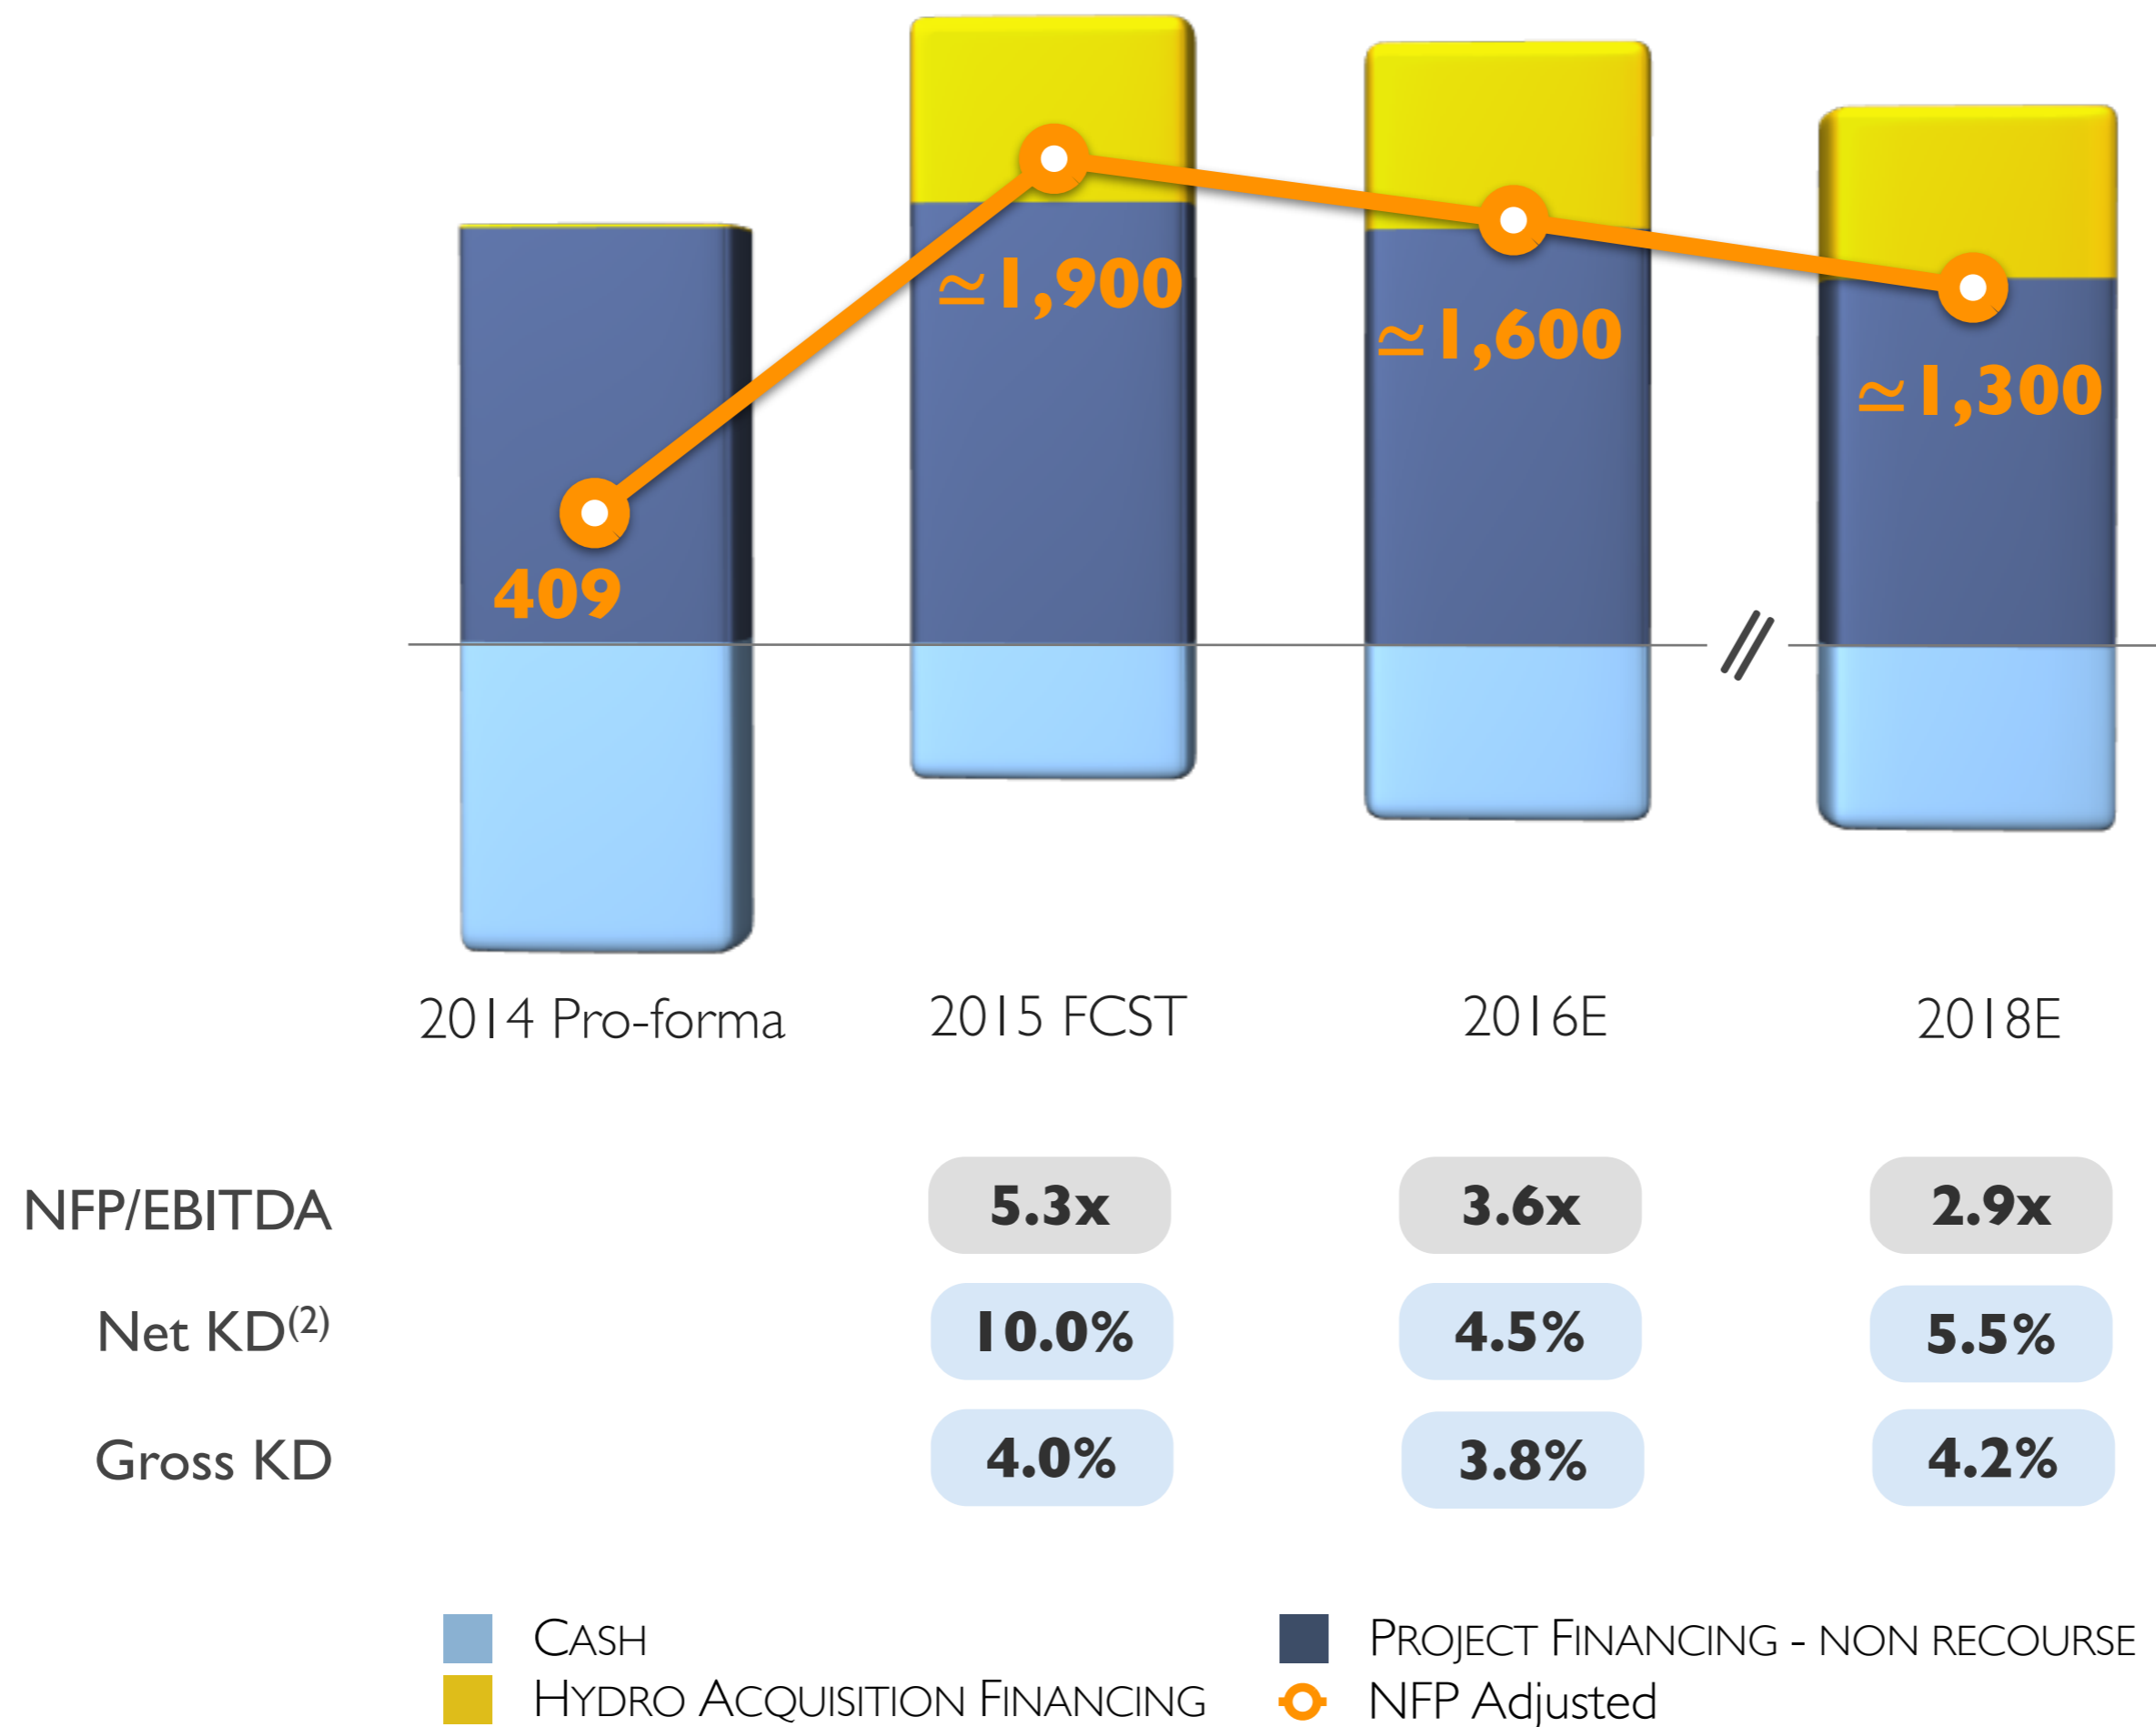 ≃1,900
≃1,600
≃1,300
409
2014 Pro-forma 2015 FCST 2016E 2018E
NFP/EBITDA 5.3x 3.6x 2.9x
Net KD(2) 10.0% 4.5% 5.5%
Gross KD 4.0% 3.8% 4.2%
CASH PROJECT FINANCING - NON RECOURSE
HYDRO ACQUISITION FINANCING NFP Adjusted